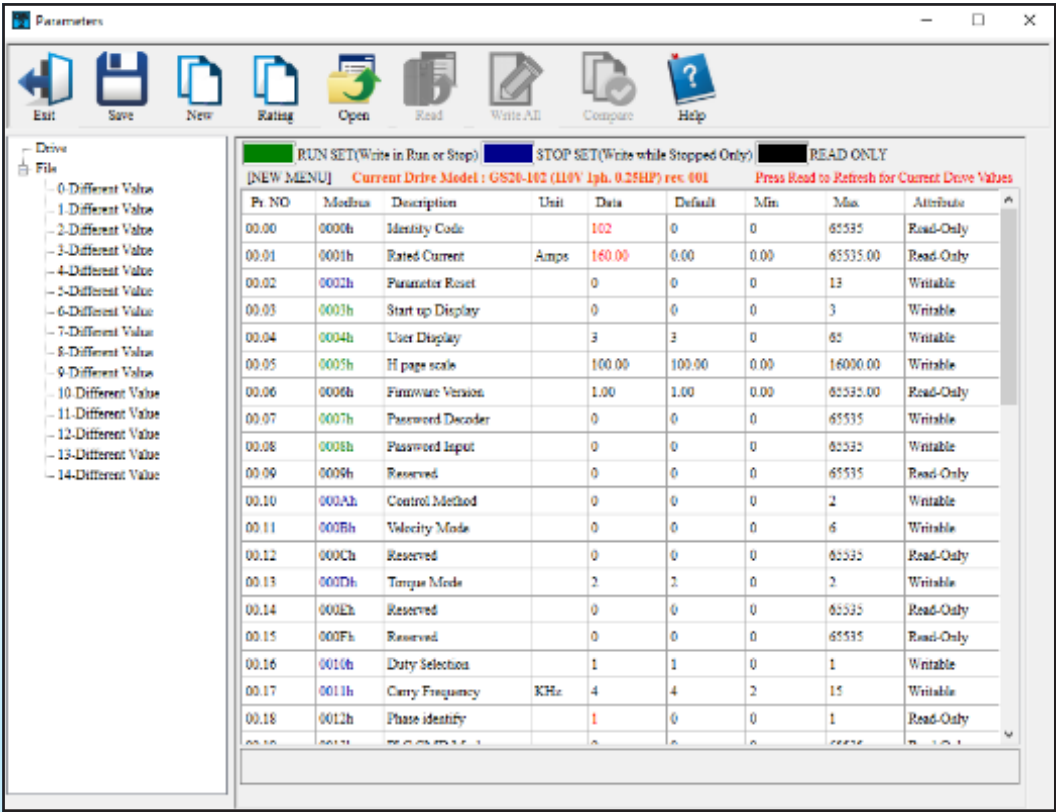 Parameters
Exit Save New Rating Open Read Write All Compare Help
Drive
File
0-Different Value
1-Different Value
2-Different Value
3-Different Value
4-Different Value
5-Different Value
6-Different Value
7-Different Value
8-Different Value
9-Different Value
10-Different Value
11-Different Value
12-Different Value
13-Different Value
14-Different Value
RUN SET(Write in Run or Stop) STOP SET(Write while Stopped Only) READ ONLY
[NEW MENU] Current Drive Model : GS20-102 (110V 1ph. 0.25HP) rev. 001 Press Read to Refresh for Current Drive Values
Pr. NO Modbus Description Unit Data Default Min Max Attribute
00.00 0000h Identity Code 102 0 0 65535 Read-Only
00.01 0001h Rated Current Amps 160.00 0.00 0.00 65535.00 Read-Only
00.02 0002h Parameter Reset 0 0 0 13 Writable
00.03 0003h Start up Display 0 0 0 3 Writable
00.04 0004h User Display 3 3 0 65 Writable
00.05 0005h H page scale 100.00 100.00 0.00 16000.00 Writable
00.06 0006h Firmware Version 1.00 1.00 0.00 65535.00 Read-Only
00.07 0007h Password Decoder 0 0 0 65535 Writable
00.08 0008h Password Input 0 0 0 65535 Writable
00.09 0009h Reserved 0 0 0 65535 Read-Only
00.10 000Ah Control Method 0 0 0 2 Writable
00.11 000Bh Velocity Mode 0 0 0 6 Writable
00.12 000Ch Reserved 0 0 0 65535 Read-Only
00.13 000Dh Torque Mode 2 2 0 2 Writable
00.14 000Eh Reserved 0 0 0 65535 Read-Only
00.15 000Fh Reserved 0 0 0 65535 Read-Only
00.16 0010h Duty Selection 1 1 0 1 Writable
00.17 0011h Carry Frequency KHz 4 4 2 15 Writable
00.18 0012h Phase identify 1 0 0 1 Read-Only